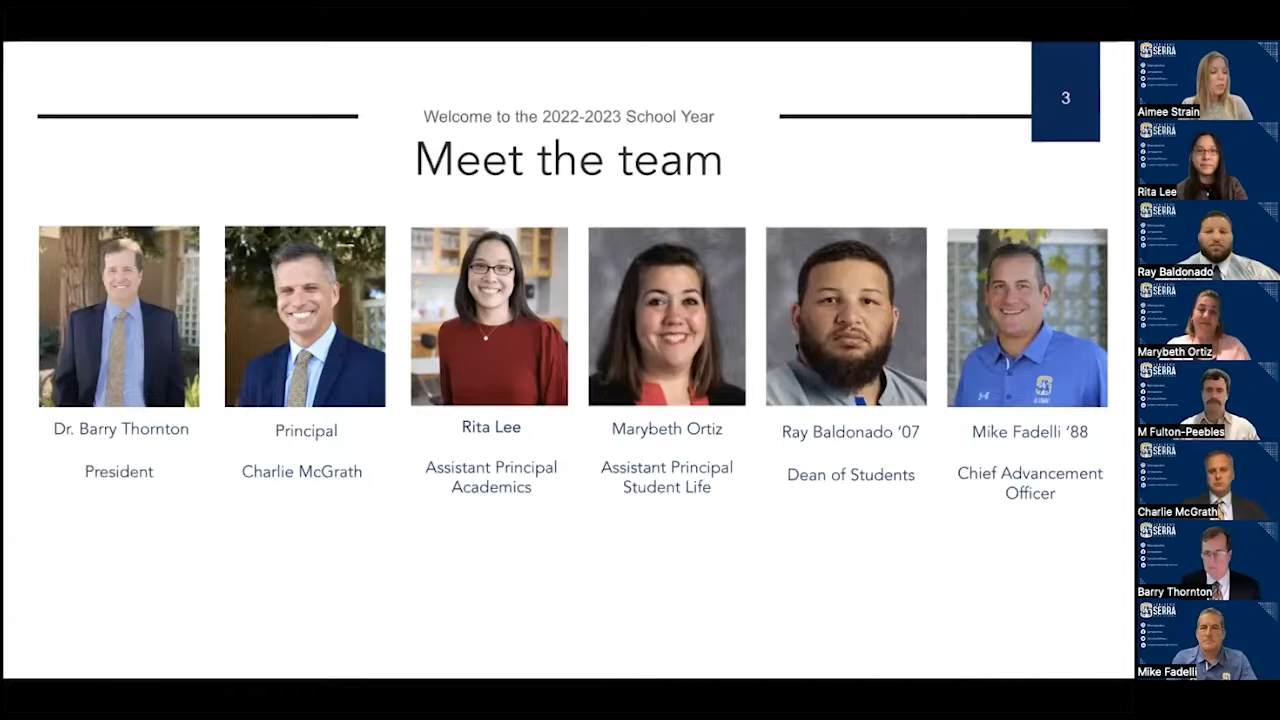 3
Welcome to the 2022-2023 School Year
Meet the team
Dr. Barry Thornton
President
Principal
Charlie McGrath
Rita Lee
Assistant Principal
Academics
Marybeth Ortiz
Assistant Principal
Student Life
Ray Baldonado ‘07
Dean of Students
Mike Fadelli ‘88
Chief Advancement
Officer
SERRA
Aimee Strain
SERRA
Rita Lee
SERRA
Ray Baldonado
SERRA
Marybeth Ortiz
SERRA
M Fulton-Peebles
SERRA
Charlie McGrath
SERRA
Barry Thornton
SERRA
Mike Fadelli